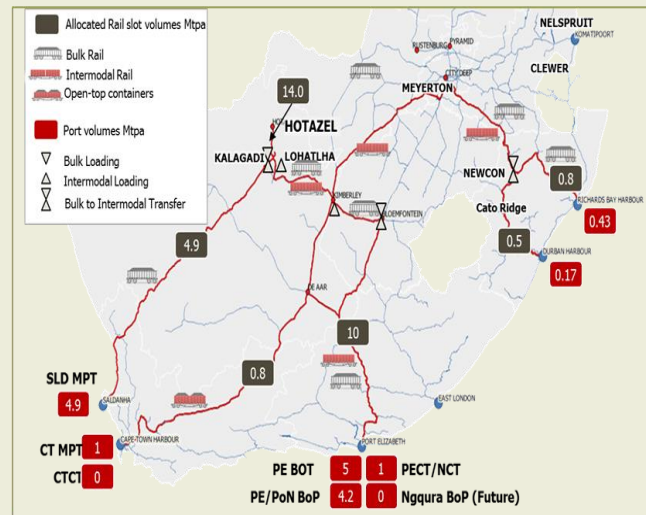 Allocated Rail slot volumes Mtpa
Bulk Rail
Intermodal Rail
Open-top containers
Port volumes Mtpa
Bulk Loading
Intermodal Loading
Bulk to Intermodal Transfer
NELSPRUIT
KOMATIPOORT
RUSTENBURG
PYRAMID
CLEWER
CITYDEEP
MEYERTON
14.0
HOTAZEL
KALAGADI
LOHATLHA
NEWCON
0.8
KIMBERLEY
RICHARDS BAY HARBOUR
Cato Ridge
LOEMFONTEIN
0.43
4.9
0.5
DURBAN HARBOUR
0.17
DE AAR
10
0.8
SLD MPT
SALDANHA
4.9
EAST LONDON
CT MPT
1
CAPE-TOWN HARBOUR
PORT ELIZABETH
CTCT
0
PE BOT
5
1
PECT/NCT
PE/PoN BoP
4.2
0
Ngqura BoP (Future)